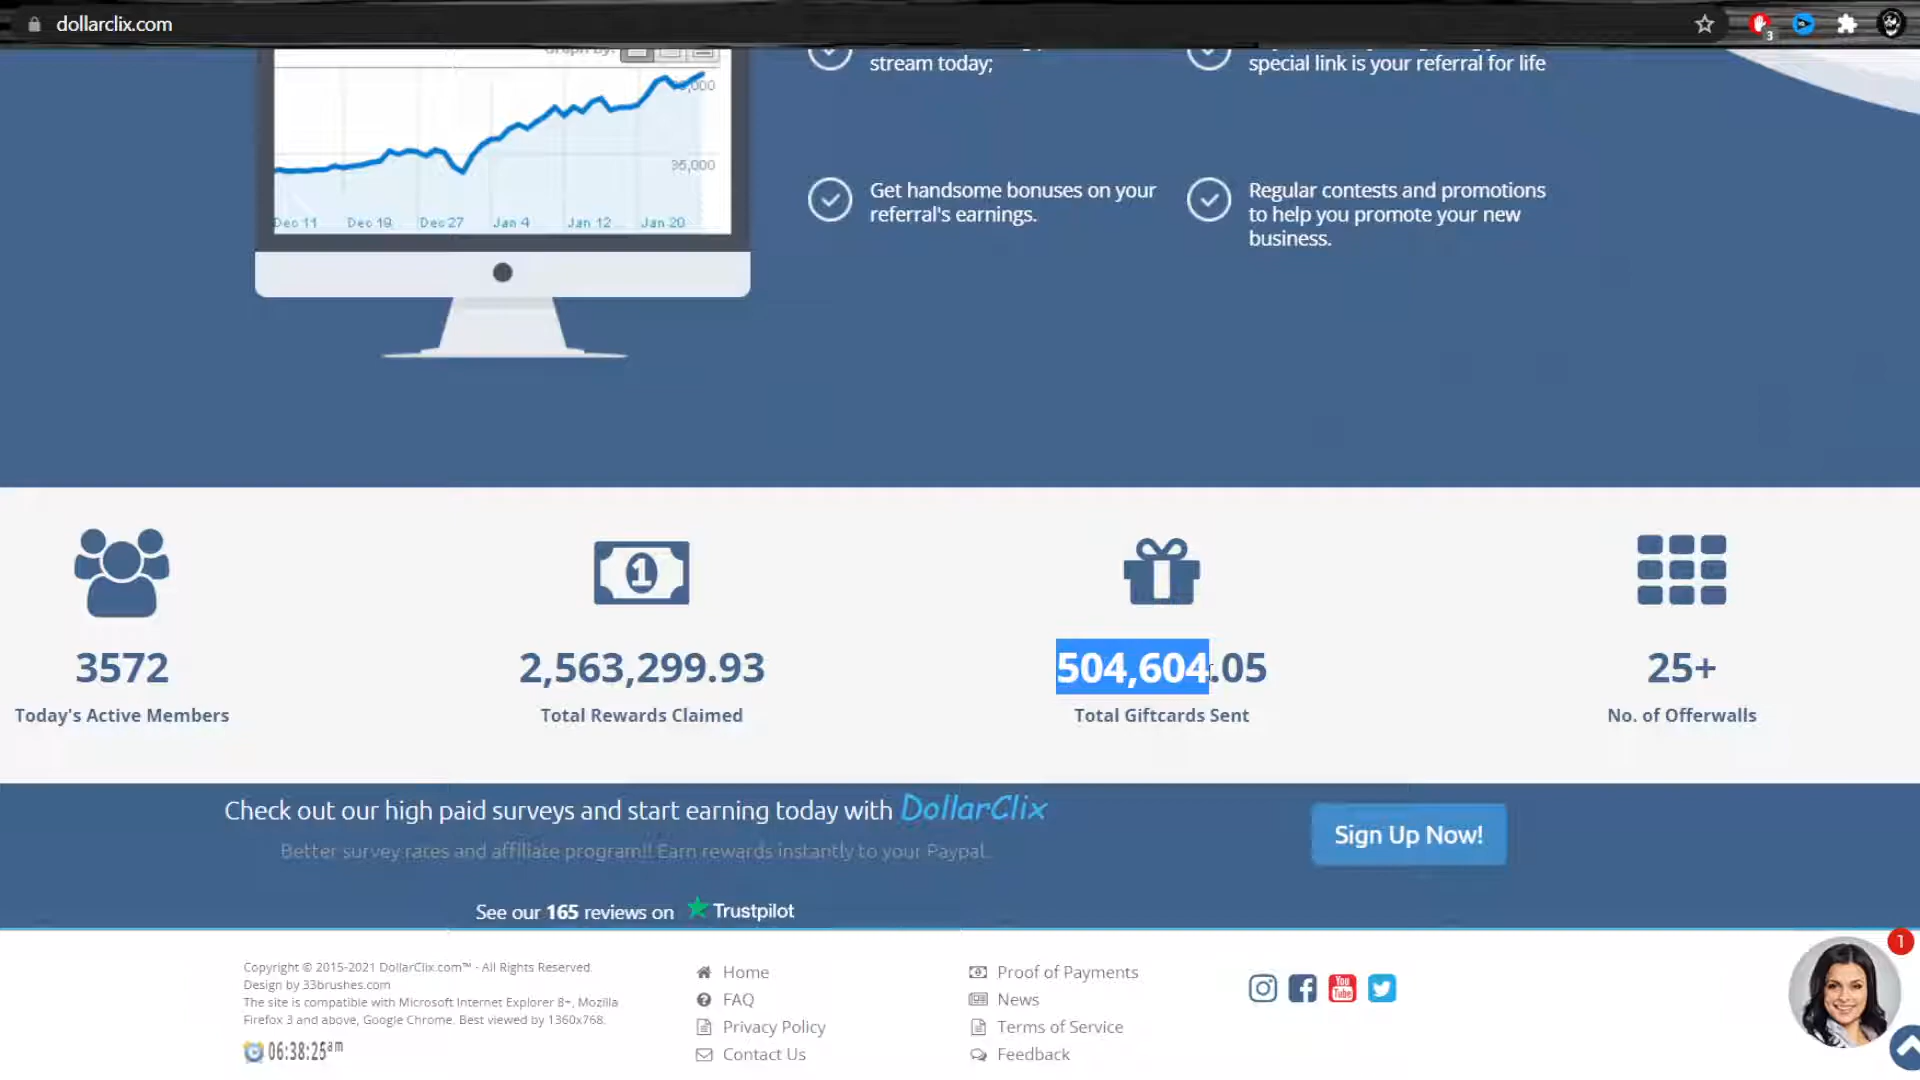 dollarclix.com
3
stream today;
special link is your referral for life
95,000
Dec 11 Dec 19 Dec 27 Jan 4 Jan 12 Jan 20
Get handsome bonuses on your
referral's earnings.
Regular contests and promotions
to help you promote your new
business.
3572
Today's Active Members
1
2,563,299.93
Total Rewards Claimed
504,604.05
Total Giftcards Sent
25+
No. of Offerwalls
Check out our high paid surveys and start earning today with DollarClix
Better survey rates and affiliate program!! Earn rewards instantly to your Paypal.
Sign Up Now!
See our 165 reviews on Trustpilot
Copyright © 2015-2021 DollarClix.com™ - All Rights Reserved.
Design by 33brushes.com
The site is compatible with Microsoft Internet Explorer 8+, Mozilla
Firefox 3 and above, Google Chrome. Best viewed by 1360x768.
06:38:25am
Home
FAQ
Privacy Policy
Contact Us
Proof of Payments
News
Terms of Service
Feedback
You
Tube
1